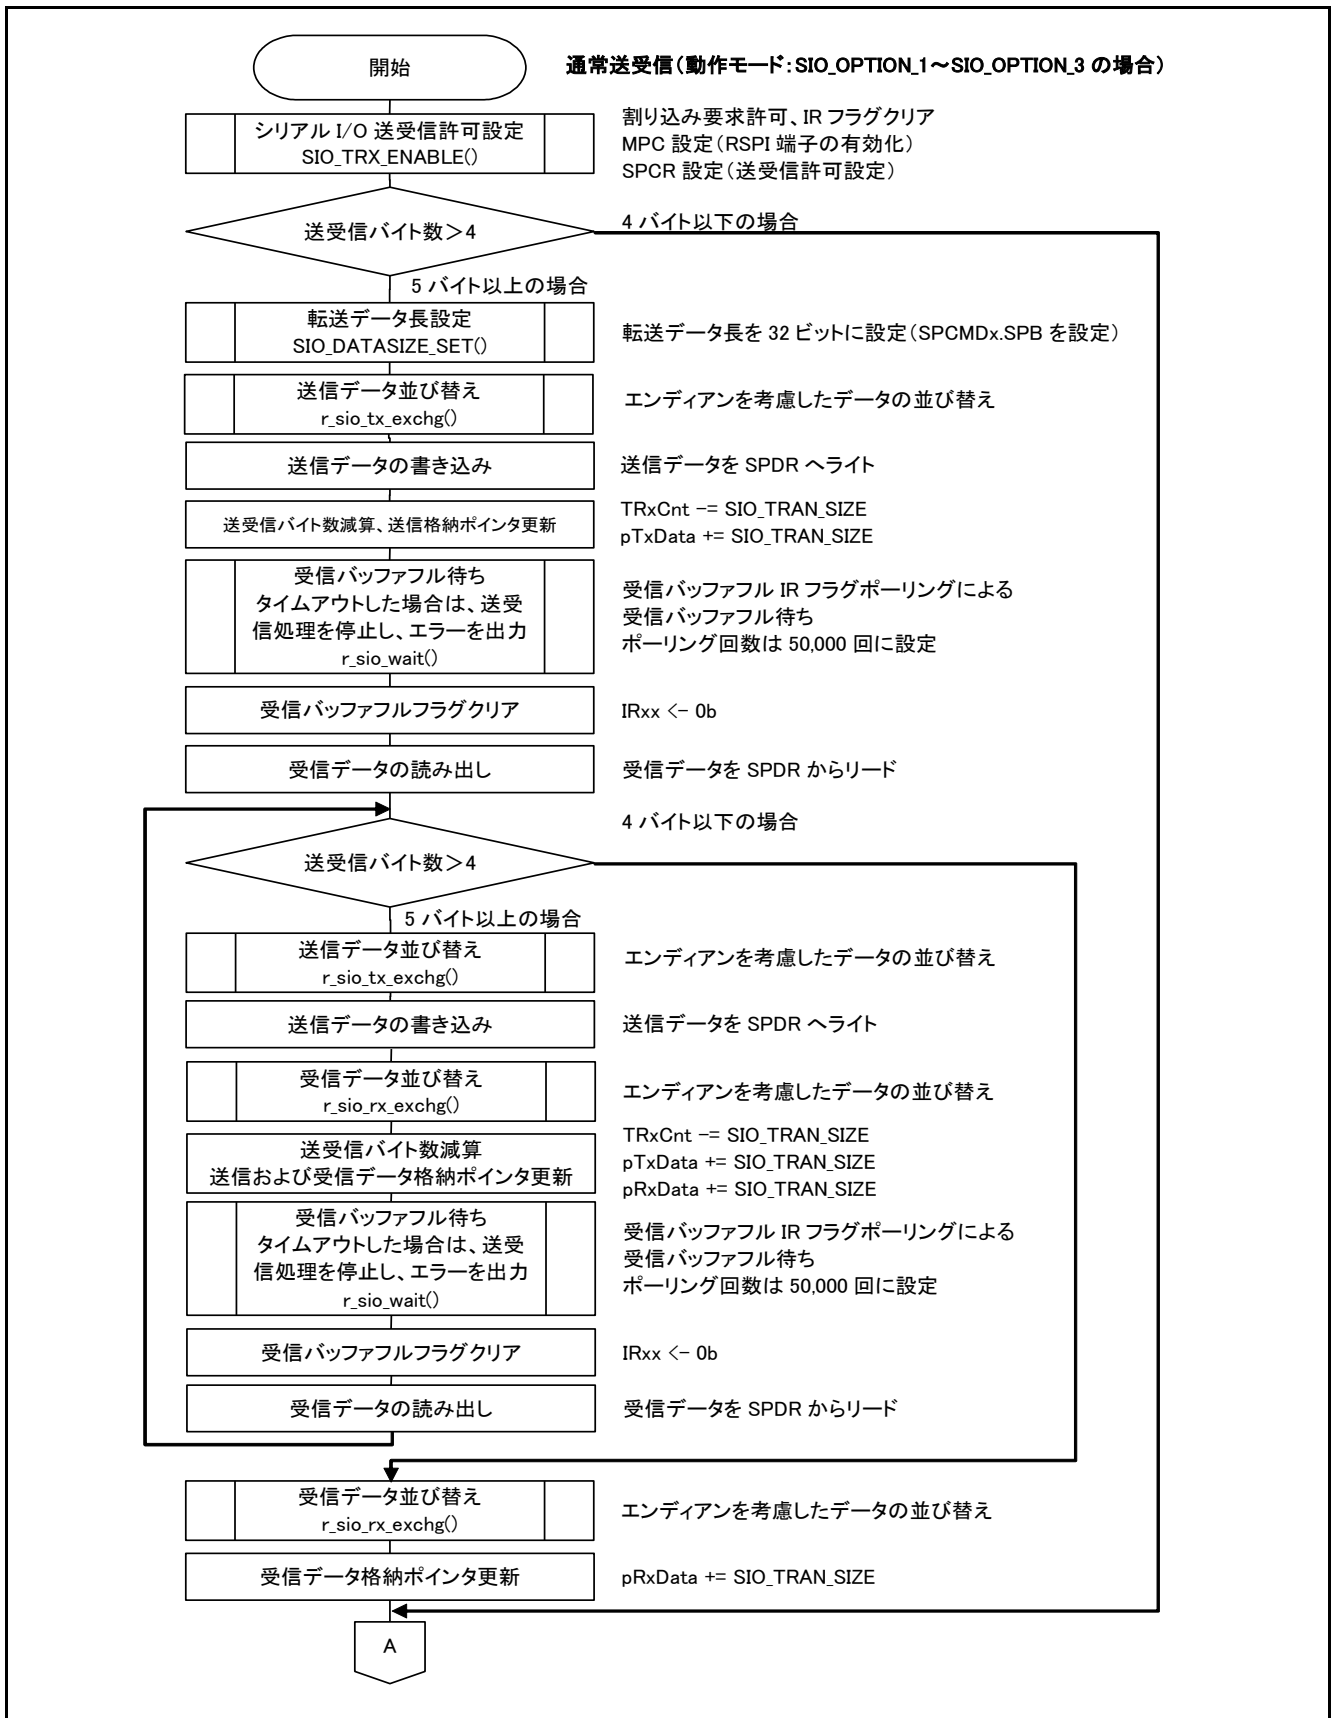 通常送受信(動作モード:SIO_OPTION_1～SIO_OPTION_3 の場合)
開始
シリアル I/O 送受信許可設定
SIO_TRX_ENABLE()
割り込み要求許可、IR フラグクリア
MPC 設定(RSPI 端子の有効化)
SPCR 設定(送受信許可設定)
送受信バイト数＞4
4 バイト以下の場合
5 バイト以上の場合
転送データ長設定
SIO_DATASIZE_SET()
転送データ長を 32 ビットに設定(SPCMDx.SPB を設定)
送信データ並び替え
r_sio_tx_exchg()
エンディアンを考慮したデータの並び替え
送信データの書き込み
送信データを SPDR へライト
送受信バイト数減算、送信格納ポインタ更新
TRxCnt -= SIO_TRAN_SIZE
pTxData += SIO_TRAN_SIZE
受信バッファフル待ち
タイムアウトした場合は、送受
信処理を停止し、エラーを出力
r_sio_wait()
受信バッファフル IR フラグポーリングによる
受信バッファフル待ち
ポーリング回数は 50,000 回に設定
受信バッファフルフラグクリア
IRxx <- 0b
受信データの読み出し
受信データを SPDR からリード
送受信バイト数＞4
4 バイト以下の場合
5 バイト以上の場合
送信データ並び替え
r_sio_tx_exchg()
エンディアンを考慮したデータの並び替え
送信データの書き込み
送信データを SPDR へライト
受信データ並び替え
r_sio_rx_exchg()
エンディアンを考慮したデータの並び替え
送受信バイト数減算
送信および受信データ格納ポインタ更新
TRxCnt -= SIO_TRAN_SIZE
pTxData += SIO_TRAN_SIZE
pRxData += SIO_TRAN_SIZE
受信バッファフル待ち
タイムアウトした場合は、送受
信処理を停止し、エラーを出力
r_sio_wait()
受信バッファフル IR フラグポーリングによる
受信バッファフル待ち
ポーリング回数は 50,000 回に設定
受信バッファフルフラグクリア
IRxx <- 0b
受信データの読み出し
受信データを SPDR からリード
受信データ並び替え
r_sio_rx_exchg()
エンディアンを考慮したデータの並び替え
受信データ格納ポインタ更新
pRxData += SIO_TRAN_SIZE
A